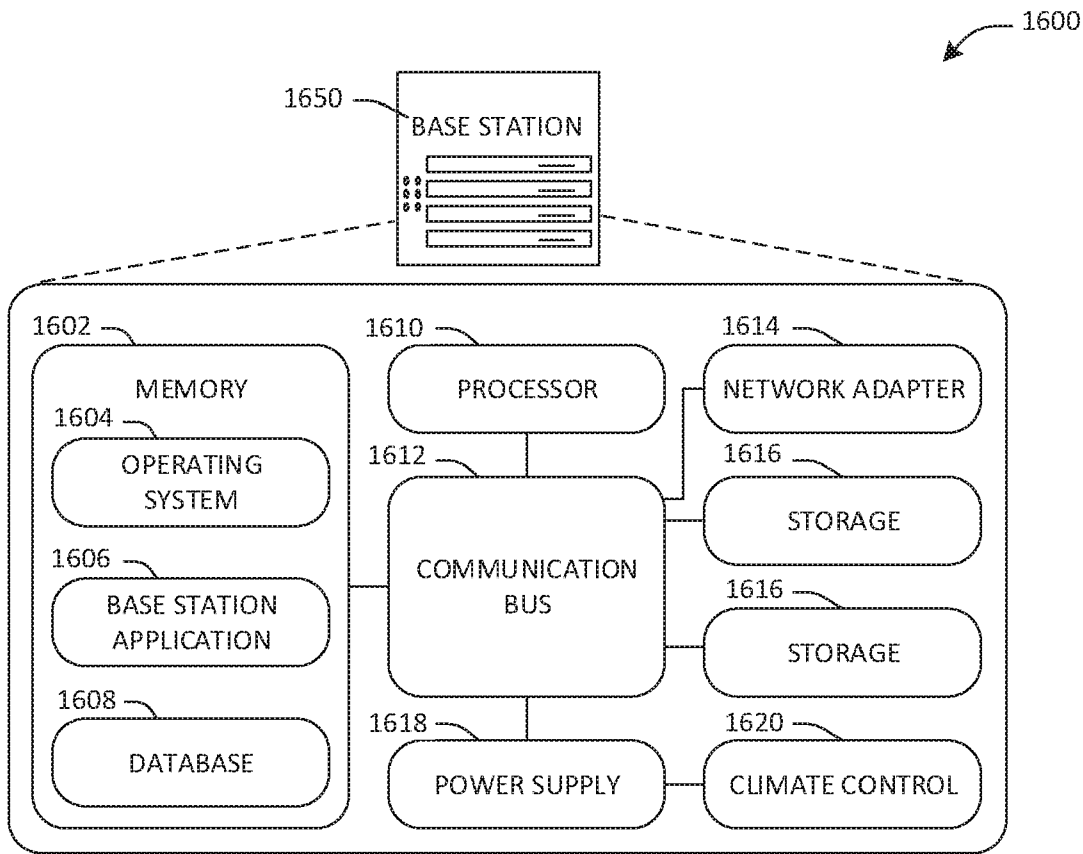 1600
1650
BASE STATION
1602
1610
1614
MEMORY
PROCESSOR
NETWORK ADAPTER
1604
OPERATING
SYSTEM
1612
1616
COMMUNICATION
BUS
STORAGE
1606
BASE STATION
APPLICATION
1616
STORAGE
1608
DATABASE
1618
POWER SUPPLY
1620
CLIMATE CONTROL